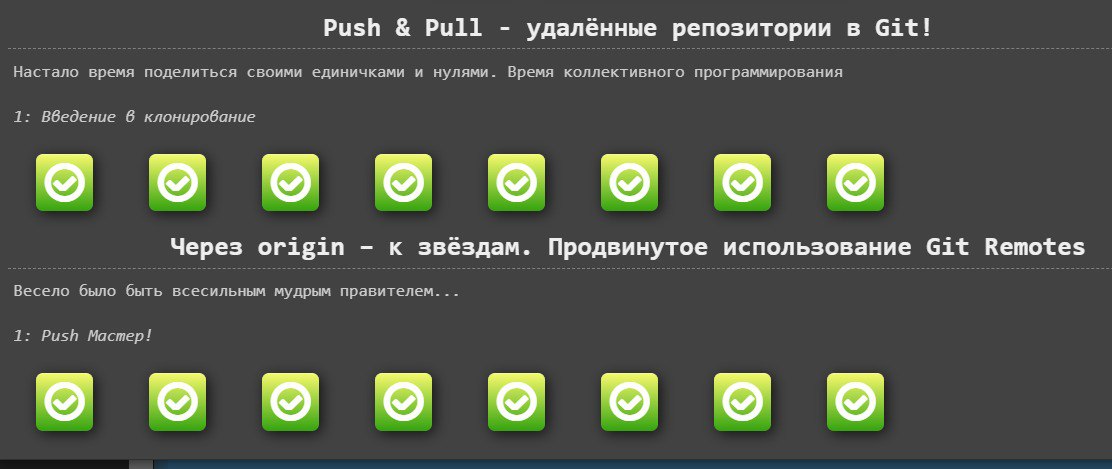 Push & Pull - удалённые репозитории в Git!
Настало время поделиться своими единичками и нулями. Время коллективного программирования
1: Введение в клонирование
Через origin – к звёздам. Продвинутое использование Git Remotes
Весело было быть всесильным мудрым правителем...
1: Push Мастер!